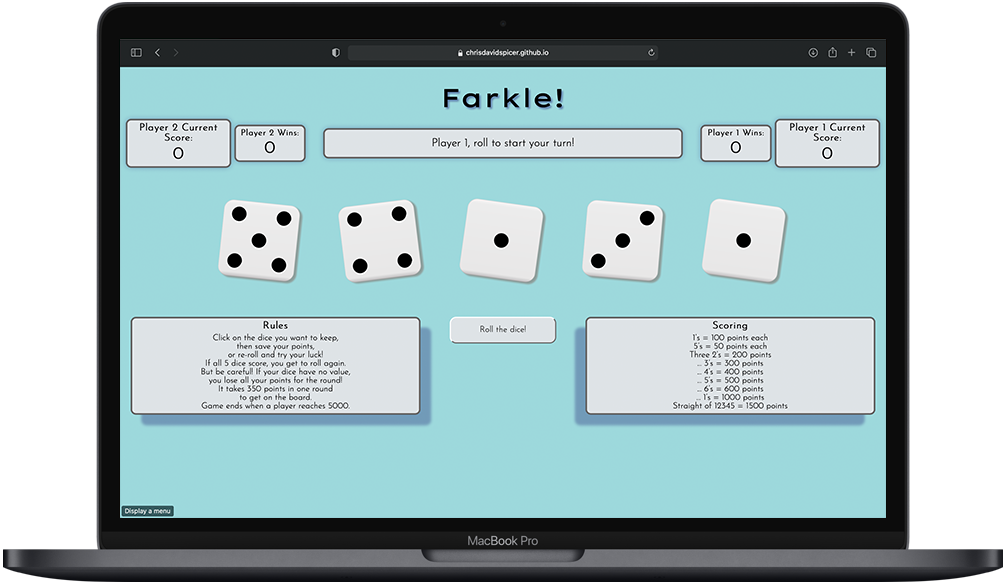 chrisdavidspicer.github.io
Farkle!
Player 2 Current
Score:
0
Player 2 Wins:
0
Player 1, roll to start your turn!
Player 1 Wins:
0
Player 1 Current
Score:
0
Rules
Click on the dice you want to keep,
then save your points,
or re-roll and try your luck!
If all 5 dice score, you get to roll again.
But be careful! If your dice have no value,
you lose all your points for the round!
It takes 350 points in one round
to get on the board.
Game ends when a player reaches 5000.
Roll the dice!
Scoring
1's = 100 points each
5's = 50 points each
Three 2's = 200 points
... 3's = 300 points
... 4's = 400 points
... 5's = 500 points
... 6's = 600 points
... 1's = 1000 points
Straight of 12345 = 1500 points
Display a menu
MacBook Pro